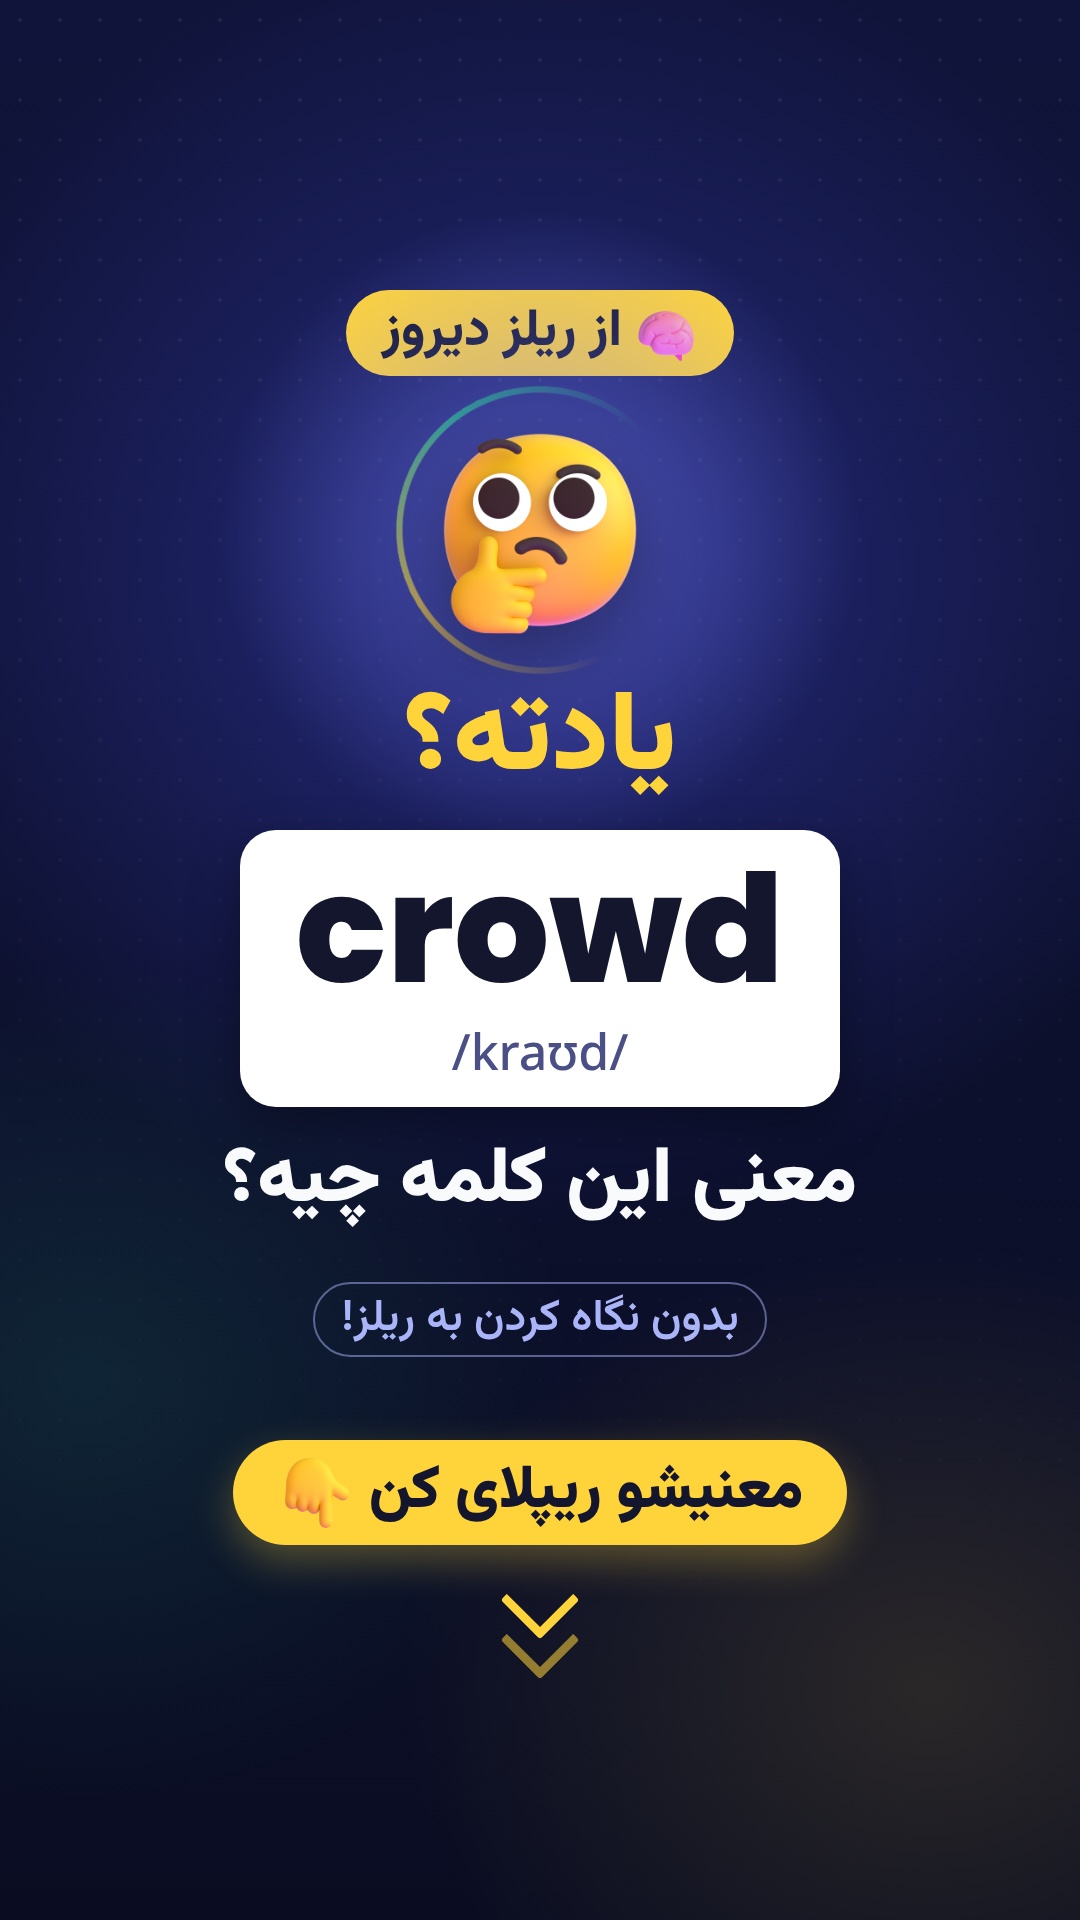 🧠 از ریلز دیروز
یادته؟
crowd
/kraʊd/
معنی این کلمه چیه؟
بدون نگاه کردن به ریلز!
معنیشو ریپلای کن 👇